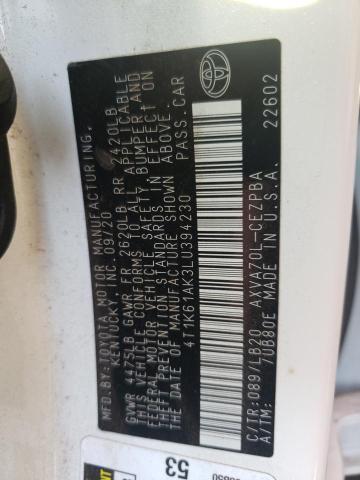 MFD.BY:TOYOTA MOTOR MANUFACTURING,
KENTUCKY, INC. 09/20
GVWR 4475LB GAWR FR 2620LB RR 2420LB
THIS VEHICLE CONFORMS TO ALL APPLICABLE
FEDERAL MOTOR VEHICLE SAFETY BUMPER AND
THEFT PREVENTION STANDARDS IN EFFECT ON
THE DATE OF MANUFACTURE SHOWN ABOVE.
4T1K61AK3LU394230 PASS.CAR
C/TR:089/LB20 AXVA70L-CEZPBA
A/TM: /UB80E MADE IN U.S.A. 22602
53